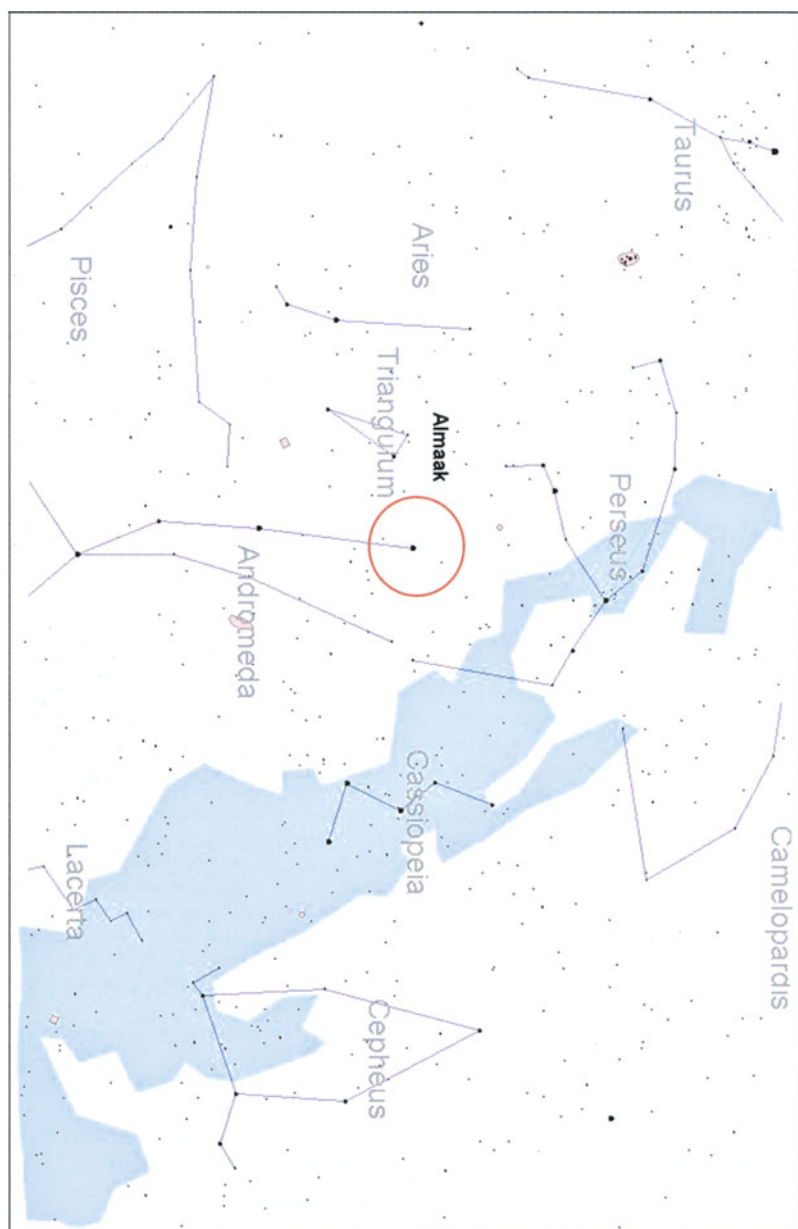 Taurus
Aries
Pisces
Triangulum
Almaak
Perseus
Andromeda
Cassiopeia
Camelopardis
Lacerta
Cepheus